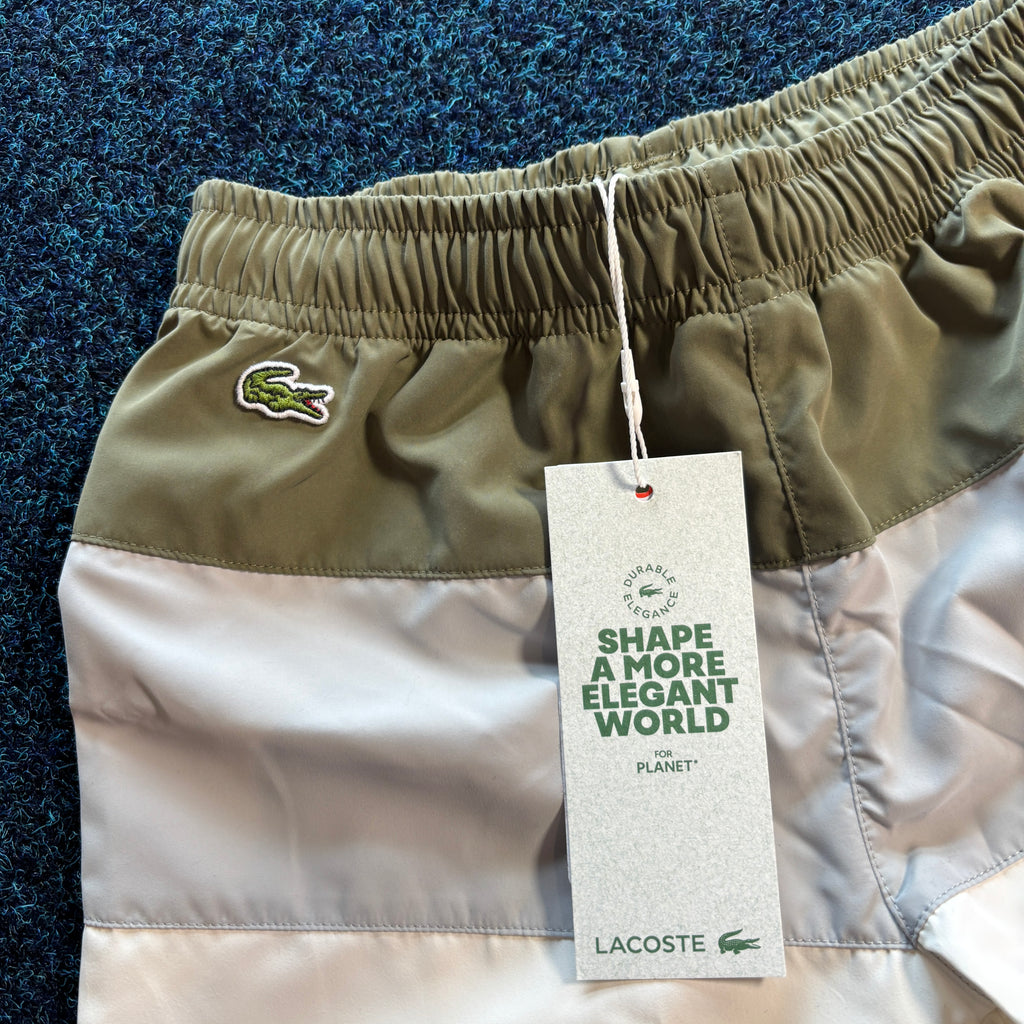 DURABLE
ELEGANCE
SHAPE
A MORE
ELEGANT
WORLD
FOR
PLANET*
LACOSTE